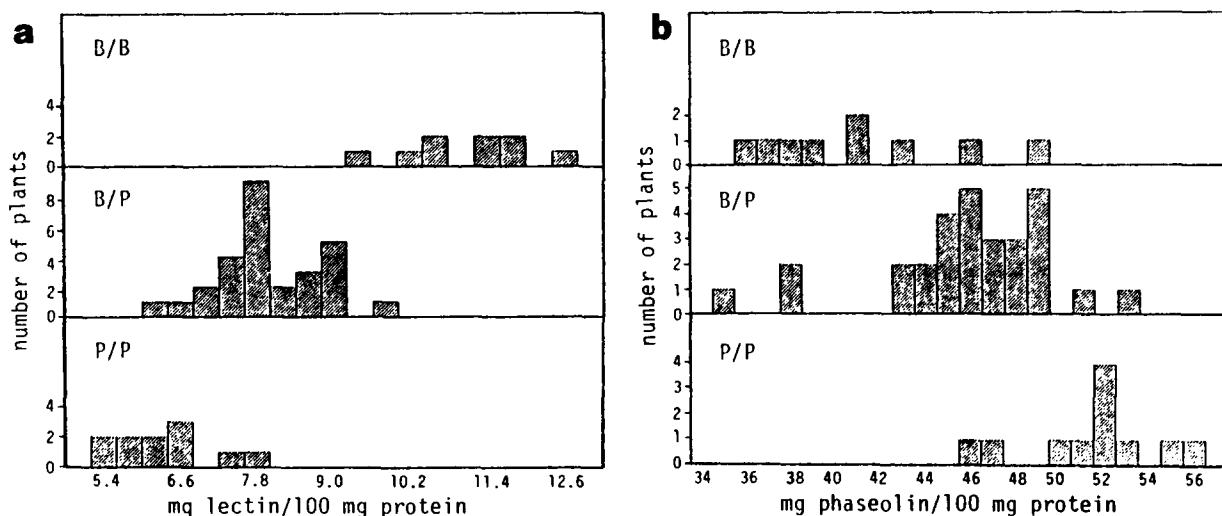 a
B/B
4
2
0
B/P
8
6
4
2
0
P/P
4
2
0
number of plants
5.4 6.6 7.8 9.0 10.2 11.4 12.6
mg lectin/100 mg protein
b
B/B
2
1
0
B/P
5
4
3
2
1
0
P/P
4
3
2
1
0
number of plants
34 36 38 40 42 44 46 48 50 52 54 56
mg phaseolin/100 mg protein